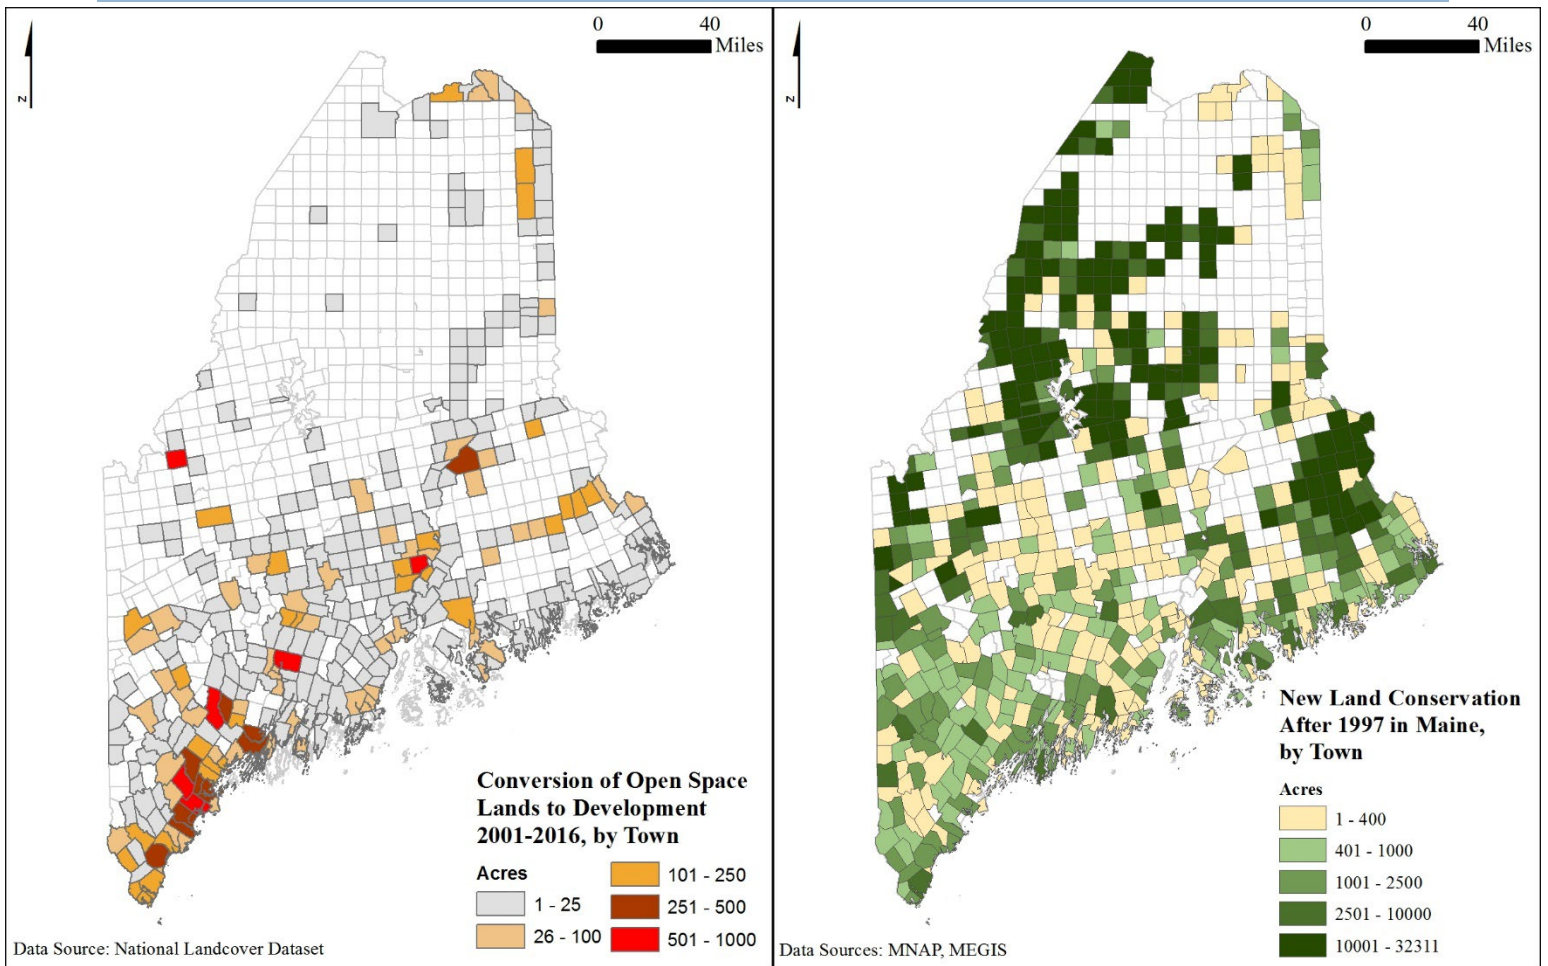 0 40
Miles
N
Conversion of Open Space
Lands to Development
2001-2016, by Town
Acres
1 - 25
26 - 100
101 - 250
251 - 500
501 - 1000
Data Source: National Landcover Dataset
0 40
Miles
N
New Land Conservation
After 1997 in Maine,
by Town
Acres
1 - 400
401 - 1000
1001 - 2500
2501 - 10000
10001 - 32311
Data Sources: MNAP, MEGIS